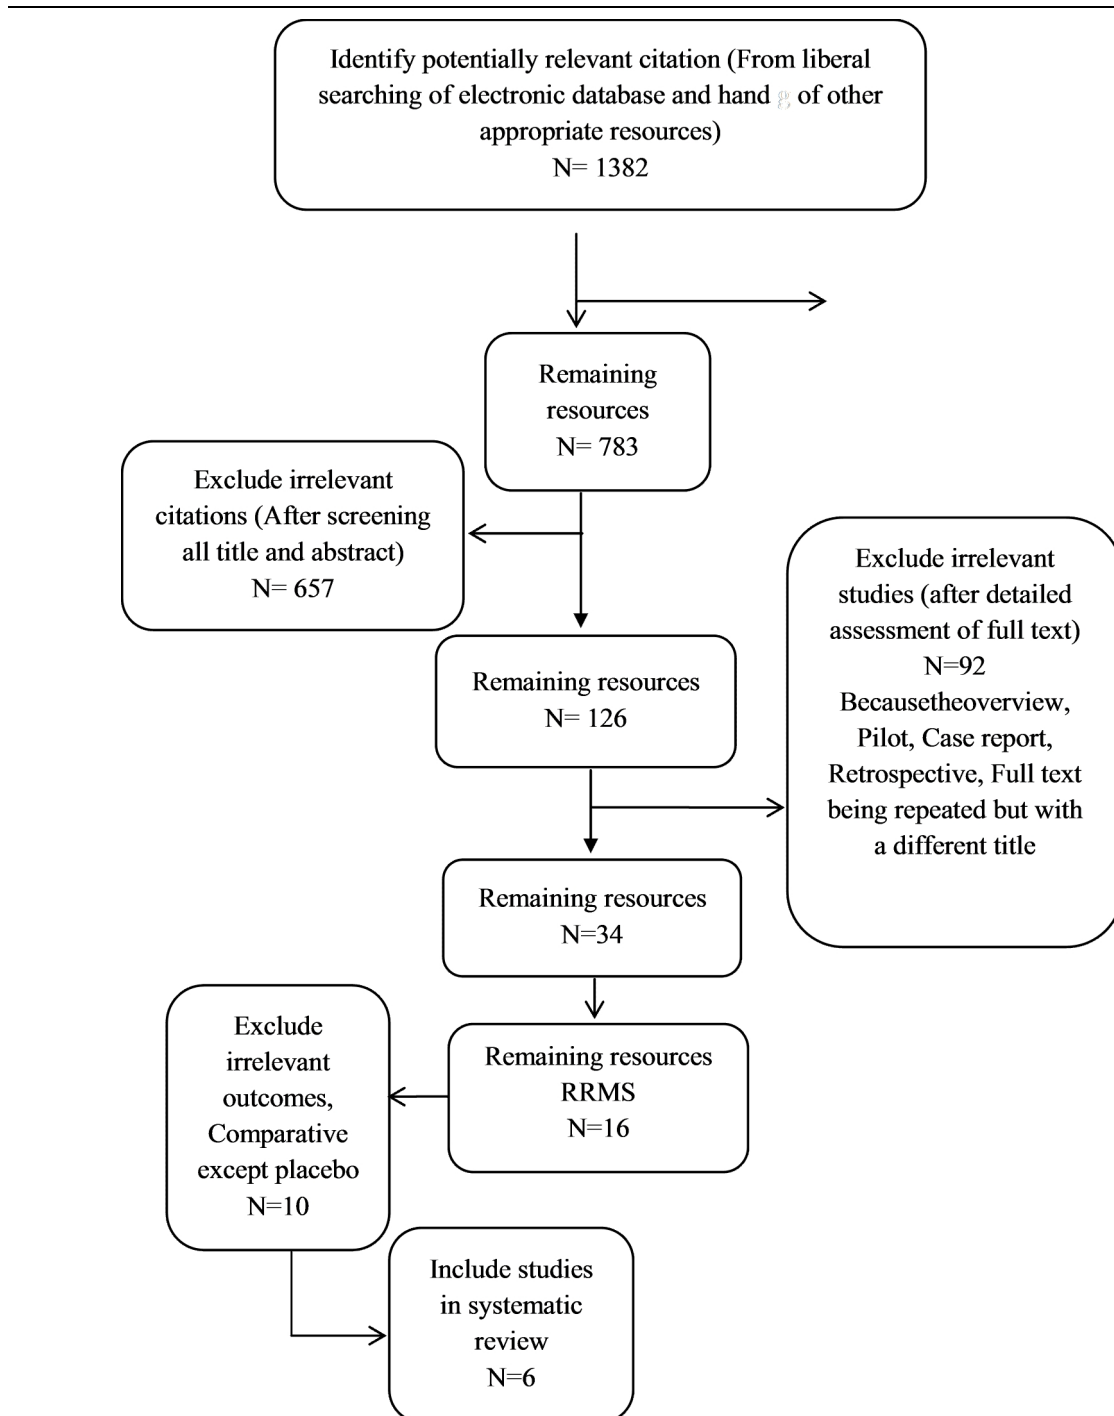 Identify potentially relevant citation (From liberal
searching of electronic database and hand g of other
appropriate resources)
N= 1382
Remaining
resources
N= 783
Exclude irrelevant
citations (After screening
all title and abstract)
N= 657
Remaining resources
N= 126
Exclude irrelevant
studies (after detailed
assessment of full text)
N=92
Becausetheoverview,
Pilot, Case report,
Retrospective, Full text
being repeated but with
a different title
Remaining resources
N=34
Remaining resources
RRMS
N=16
Exclude
irrelevant
outcomes,
Comparative
except placebo
N=10
Include studies
in systematic
review
N=6